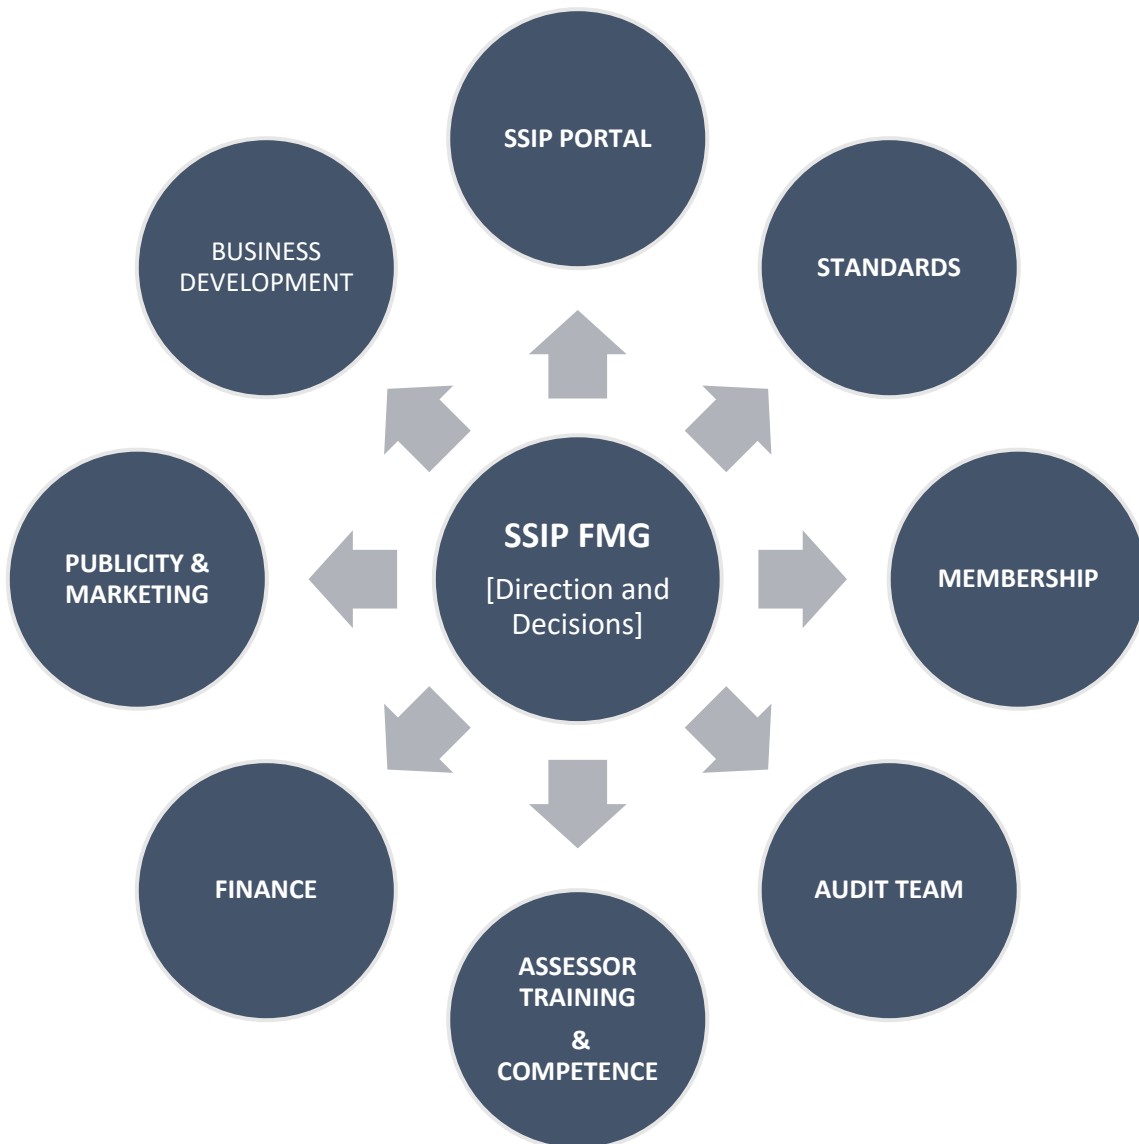 SSIP PORTAL
BUSINESS
DEVELOPMENT
STANDARDS
SSIP FMG
[Direction and
Decisions]
PUBLICITY &
MARKETING
MEMBERSHIP
FINANCE
AUDIT TEAM
ASSESSOR
TRAINING
&
COMPETENCE